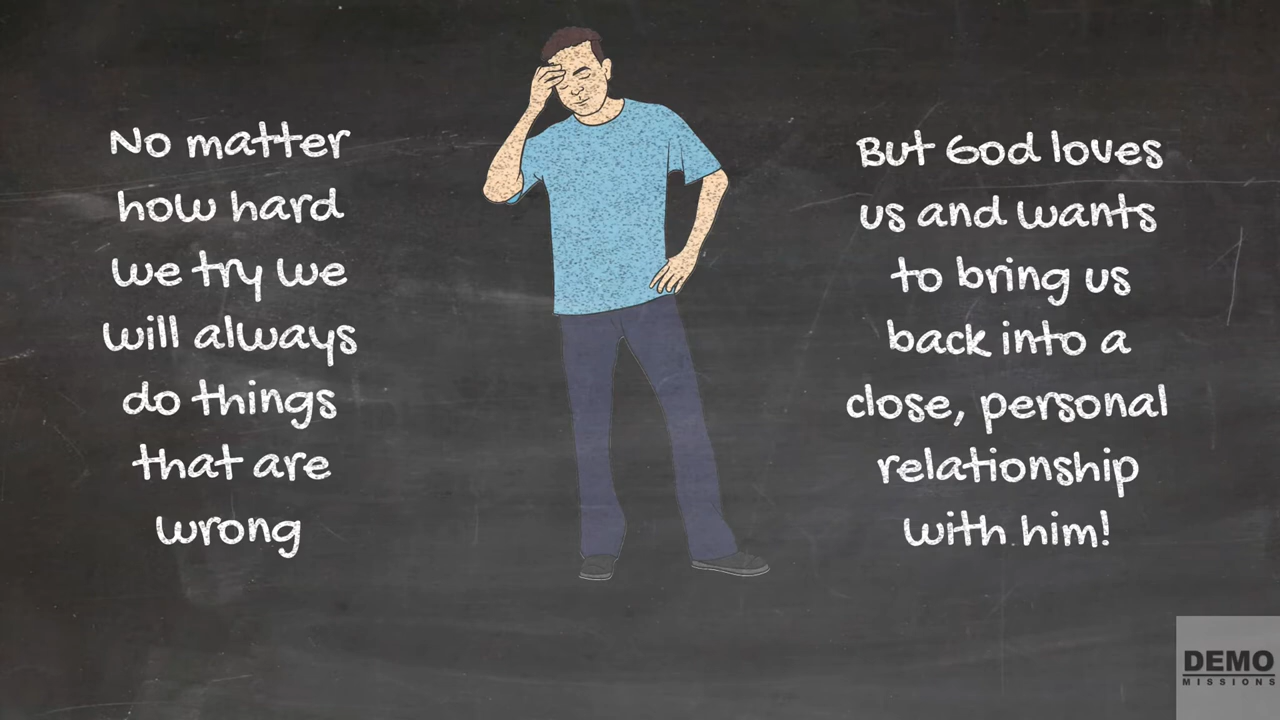 No matter
how hard
we try we
will always
do things
that are
wrong
But God loves
us and wants
to bring us
back into a
close, personal
relationship
with him!
DEMO
MISSIONS